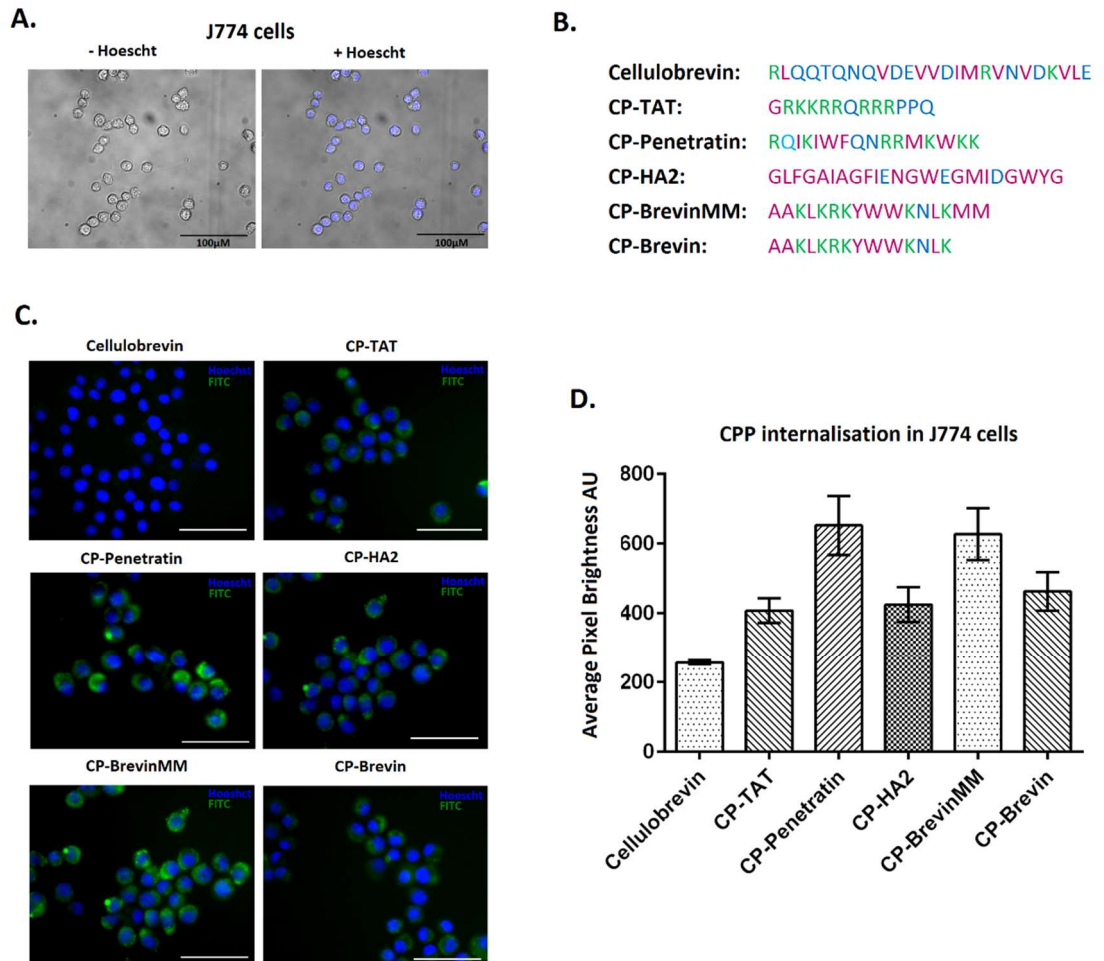 A.
J774 cells
- Hoescht
+ Hoescht
100µM
100µM
B.
Cellulobrevin: RLQQTQNQVDEVVDIMRVNVDKVLE
CP-TAT: GRKKRRQRRRPPQ
CP-Penetratin: RQIKIWFQNRRMKWKK
CP-HA2: GLFGAIAGFIENGWEGMIDGWYG
CP-BrevinMM: AAKLKRKYWWKNLKMM
CP-Brevin: AAKLKRKYWWKNLK
C.
Cellulobrevin
Hoechst
FITC
CP-TAT
Hoescht
FITC
CP-Penetratin
Hoescht
FITC
CP-HA2
Hoescht
FITC
CP-BrevinMM
Hoeshct
FITC
CP-Brevin
Hoescht
FITC
D.
CPP internalisation in J774 cells
Average Pixel Brightness AU
800
600
400
200
0
Cellulobrevin
CP-TAT
CP-Penetratin
CP-HA2
CP-BrevinMM
CP-Brevin